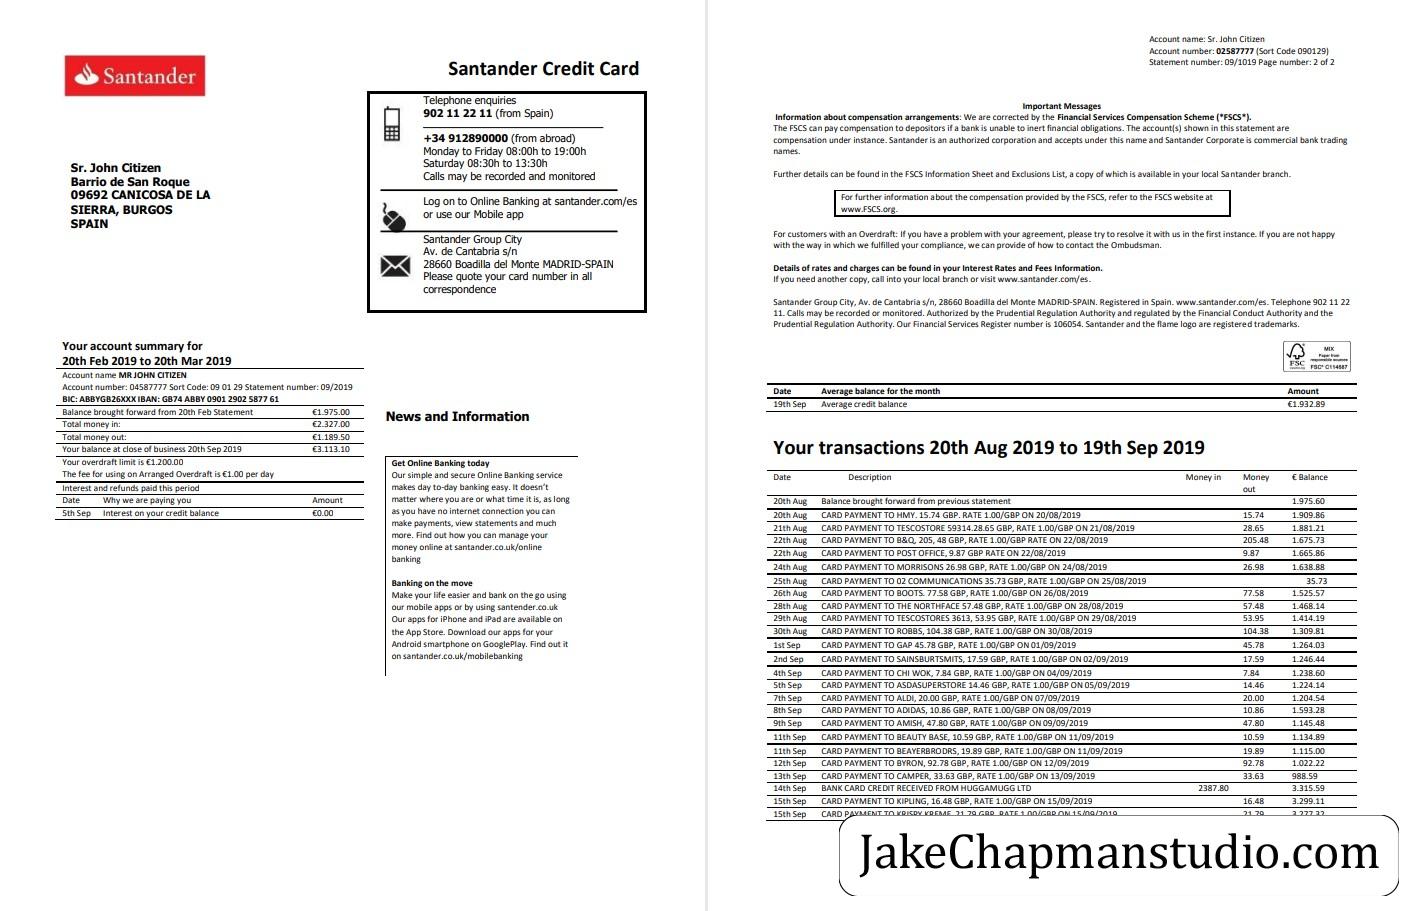 Santander
Santander Credit Card
Telephone enquiries
902 11 22 11 (from Spain)
+34 912890000 (from abroad)
Monday to Friday 08:00h to 19:00h
Saturday 08:30h to 13:30h
Calls may be recorded and monitored
Log on to Online Banking at santander.com/es
or use our Mobile app
Santander Group City
Av. de Cantabria s/n
28660 Boadilla del Monte MADRID-SPAIN
Please quote your card number in all
correspondence
Sr. John Citizen
Barrio de San Roque
09692 CANICOSA DE LA
SIERRA, BURGOS
SPAIN
Your account summary for
20th Feb 2019 to 20th Mar 2019
Account name MR JOHN CITIZEN
Account number: 04587777 Sort Code: 09 01 29 Statement number: 09/2019
BIC: ABBYGB26XXX IBAN: GB74 ABBY 0901 2902 5877 61
Balance brought forward from 20th Feb Statement €1.975.00
Total money in: €2.327.00
Total money out: €1.189.50
Your balance at close of business 20th Sep 2019 €3.113.10
Your overdraft limit is €1.200.00
The fee for using on Arranged Overdraft is €1.00 per day
Interest and refunds paid this period
Date Why we are paying you Amount
5th Sep Interest on your credit balance €0.00
News and Information
Get Online Banking today
Our simple and secure Online Banking service
makes day to-day banking easy. It doesn't
matter where you are or what time it is, as long
as you have no internet connection you can
make payments, view statements and much
more. Find out how you can manage your
money online at santander.co.uk/online
banking
Banking on the move
Make your life easier and bank on the go using
our mobile apps or by using santander.co.uk
Our apps for iPhone and iPad are available on
the App Store. Download our apps for your
Android smartphone on GooglePlay. Find out it
on santander.co.uk/mobilebanking
Account name: Sr. John Citizen
Account number: 02587777 (Sort Code 090129)
Statement number: 09/1019 Page number: 2 of 2
Important Messages
Information about compensation arrangements: We are corrected by the Financial Services Compensation Scheme (*FSCS*).
The FSCS can pay compensation to depositors if a bank is unable to inert financial obligations. The account(s) shown in this statement are
compensation under instance. Santander is an authorized corporation and accepts under this name and Santander Corporate is commercial bank trading
names.
Further details can be found in the FSCS Information Sheet and Exclusions List, a copy of which is available in your local Santander branch.
For further information about the compensation provided by the FSCS, refer to the FSCS website at
www.FSCS.org.
For customers with an Overdraft: If you have a problem with your agreement, please try to resolve it with us in the first instance. If you are not happy
with the way in which we fulfilled your compliance, we can provide of how to contact the Ombudsman.
Details of rates and charges can be found in your Interest Rates and Fees Information.
If you need another copy, call into your local branch or visit www.santander.com/es.
Santander Group City, Av. de Cantabria s/n, 28660 Boadilla del Monte MADRID-SPAIN. Registered in Spain. www.santander.com/es. Telephone 902 11 22
11. Calls may be recorded or monitored. Authorized by the Prudential Regulation Authority and regulated by the Financial Conduct Authority and the
Prudential Regulation Authority. Our Financial Services Register number is 106054. Santander and the flame logo are registered trademarks.
FSC
MIX
Paper from
responsible sources
FSC® C114687
Date Average balance for the month Amount
19th Sep Average credit balance €1.932.89
Your transactions 20th Aug 2019 to 19th Sep 2019
Date Description Money in Money out € Balance
20th Aug Balance brought forward from previous statement 1.975.60
20th Aug CARD PAYMENT TO HMY. 15.74 GBP. RATE 1.00/GBP ON 20/08/2019 15.74 1.909.86
21th Aug CARD PAYMENT TO TESCOSTORE 59314.28.65 GBP, RATE 1.00/GBP ON 21/08/2019 28.65 1.881.21
22th Aug CARD PAYMENT TO B&Q, 205, 48 GBP, RATE 1.00/GBP RATE ON 22/08/2019 205.48 1.675.73
22th Aug CARD PAYMENT TO POST OFFICE, 9.87 GBP RATE ON 22/08/2019 9.87 1.665.86
24th Aug CARD PAYMENT TO MORRISONS 26.98 GBP, RATE 1.00/GBP ON 24/08/2019 26.98 1.638.88
25th Aug CARD PAYMENT TO 02 COMMUNICATIONS 35.73 GBP, RATE 1.00/GBP ON 25/08/2019 35.73
26th Aug CARD PAYMENT TO BOOTS. 77.58 GBP, RATE 1.00/GBP ON 26/08/2019 77.58 1.525.57
28th Aug CARD PAYMENT TO THE NORTHFACE 57.48 GBP, RATE 1.00/GBP ON 28/08/2019 57.48 1.468.14
29th Aug CARD PAYMENT TO TESCOSTORES 3613, 53.95 GBP, RATE 1.00/GBP ON 29/08/2019 53.95 1.414.19
30th Aug CARD PAYMENT TO ROBBS, 104.38 GBP, RATE 1.00/GBP ON 30/08/2019 104.38 1.309.81
1st Sep CARD PAYMENT TO GAP 45.78 GBP, RATE 1.00/GBP ON 01/09/2019 45.78 1.264.03
2nd Sep CARD PAYMENT TO SAINSBURTSMITS, 17.59 GBP, RATE 1.00/GBP ON 02/09/2019 17.59 1.246.44
4th Sep CARD PAYMENT TO CHI WOK, 7.84 GBP, RATE 1.00/GBP ON 04/09/2019 7.84 1.238.60
5th Sep CARD PAYMENT TO ASDASUPERSTORE 14.46 GBP, RATE 1.00/GBP ON 05/09/2019 14.46 1.224.14
7th Sep CARD PAYMENT TO ALDI, 20.00 GBP, RATE 1.00/GBP ON 07/09/2019 20.00 1.204.54
8th Sep CARD PAYMENT TO ADIDAS, 10.86 GBP, RATE 1.00/GBP ON 08/09/2019 10.86 1.593.28
9th Sep CARD PAYMENT TO AMISH, 47.80 GBP, RATE 1.00/GBP ON 09/09/2019 47.80 1.145.48
11th Sep CARD PAYMENT TO BEAUTY BASE, 10.59 GBP, RATE 1.00/GBP ON 11/09/2019 10.59 1.134.89
11th Sep CARD PAYMENT TO BEAYERBRODRS, 19.89 GBP, RATE 1.00/GBP ON 11/09/2019 19.89 1.115.00
12th Sep CARD PAYMENT TO BYRON, 92.78 GBP, RATE 1.00/GBP ON 12/09/2019 92.78 1.022.22
13th Sep CARD PAYMENT TO CAMPER, 33.63 GBP, RATE 1.00/GBP ON 13/09/2019 33.63 988.59
14th Sep BANK CARD CREDIT RECEIVED FROM HUGGAMUGG LTD 2387.80 3.315.59
15th Sep CARD PAYMENT TO KIPLING, 16.48 GBP, RATE 1.00/GBP ON 15/09/2019 16.48 3.299.11
15th Sep CARD PAYMENT TO KRISPY KREME, 21.79 GBP, RATE 1.00/GBP ON 15/09/2019 21.79 3.277.32
JakeChapmanstudio.com